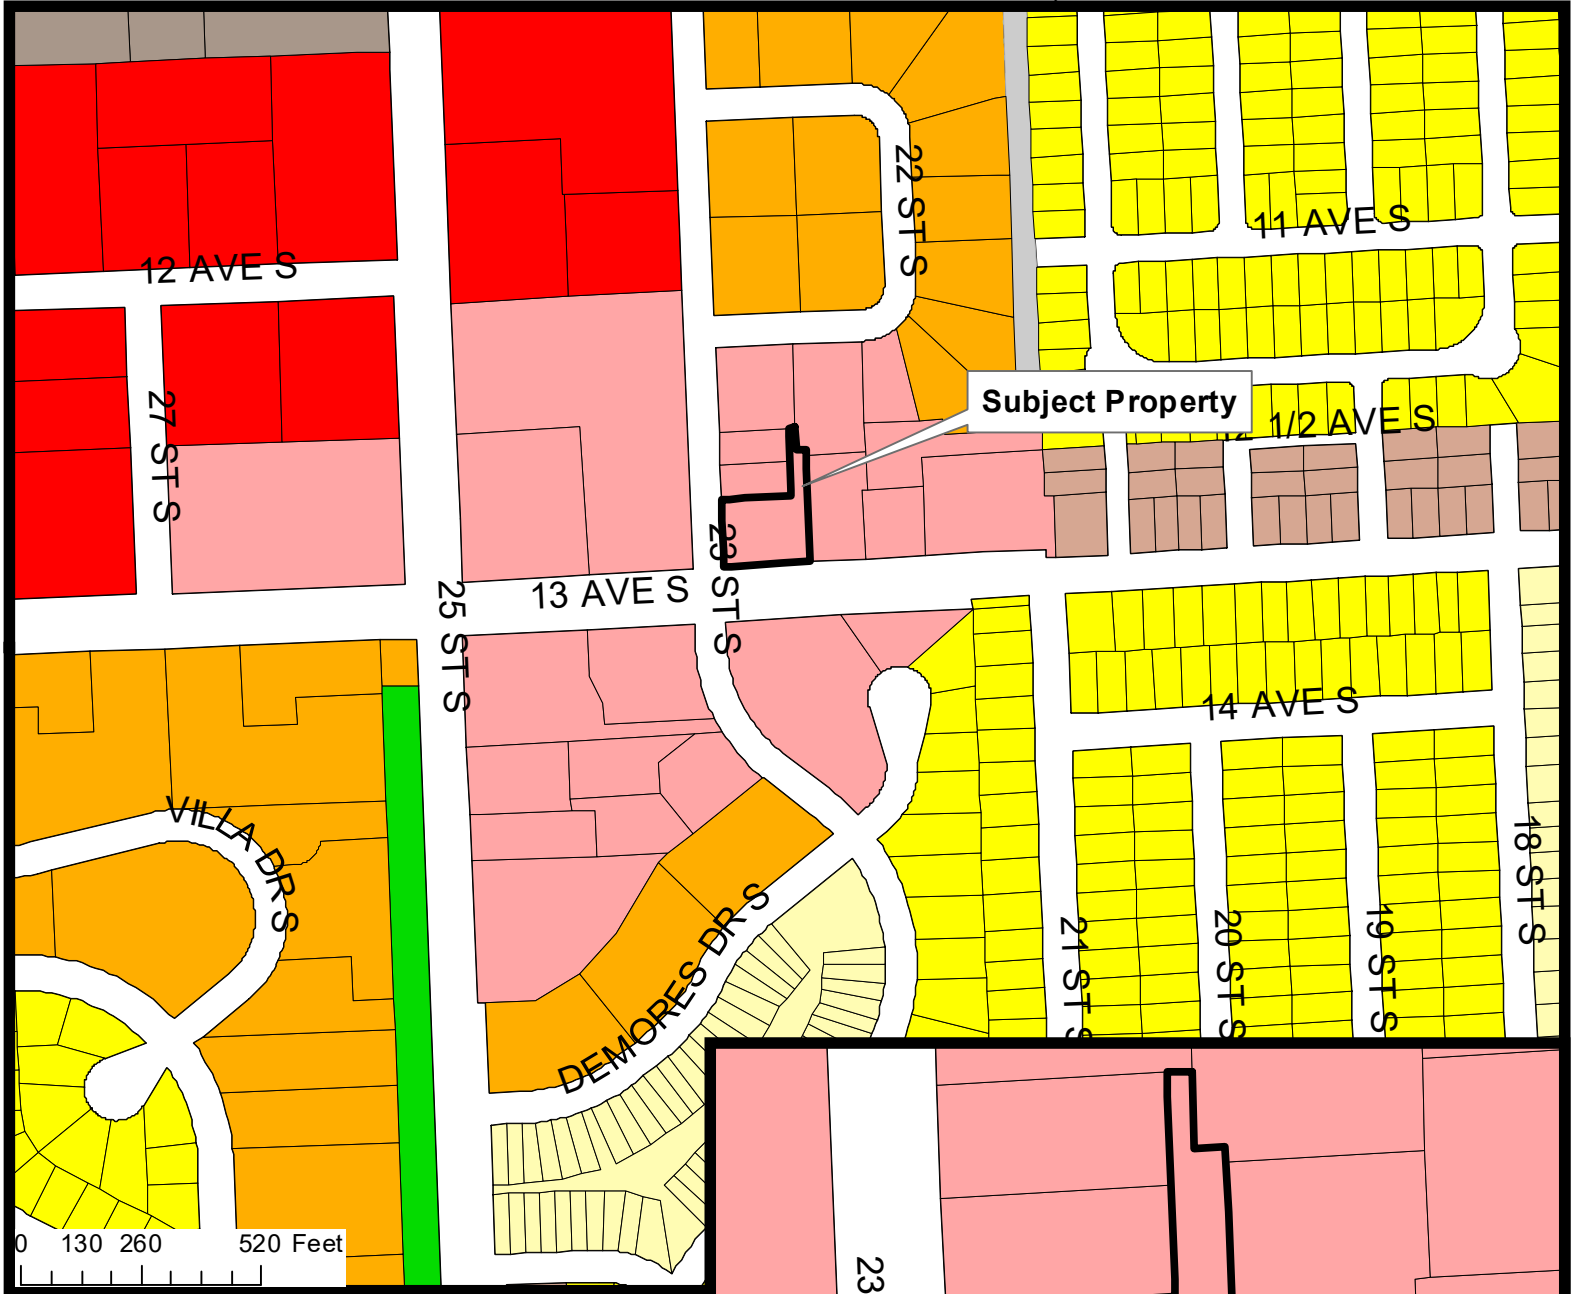 22 ST S
11 AVE S
12 AVE S
Subject Property
1/2 AVE S
27 ST S
23 ST S
13 AVE S
25 ST S
14 AVE S
VILLA DR S
18 ST S
DEMORES DR S
21 ST S
20 ST S
19 ST S
0 130 260 520 Feet
23